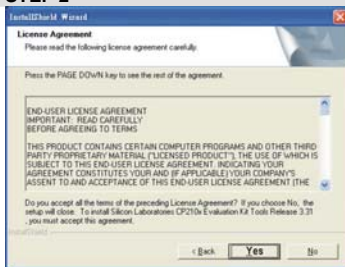 InstallShield Wizard
License Agreement
Please read the following license agreement carefully.
Press the PAGE DOWN key to see the rest of the agreement.
END-USER LICENSE AGREEMENT
IMPORTANT: READ CAREFULLY
BEFORE AGREEING TO TERMS
THIS PRODUCT CONTAINS CERTAIN COMPUTER PROGRAMS AND OTHER THIRD
PARTY PROPRIETARY MATERIAL ("LICENSED PRODUCT"), THE USE OF WHICH IS
SUBJECT TO THIS END-USER LICENSE AGREEMENT. INDICATING YOUR
AGREEMENT CONSTITUTES YOUR AND (IF APPLICABLE) YOUR COMPANY'S
ASSENT TO AND ACCEPTANCE OF THIS END-USER LICENSE AGREEMENT (THE
Do you accept all the terms of the preceding License Agreement? If you choose No, the
setup will close. To install Silicon Laboratories CP210x Evaluation Kit Tools Release 3.31
, you must accept this agreement.
InstallShield
< Back Yes No